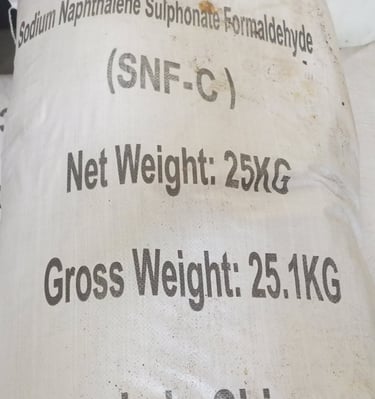 Sodium Naphthalene Sulphonate Formaldehyde
(SNF-C)
Net Weight: 25KG
Gross Weight: 25.1KG